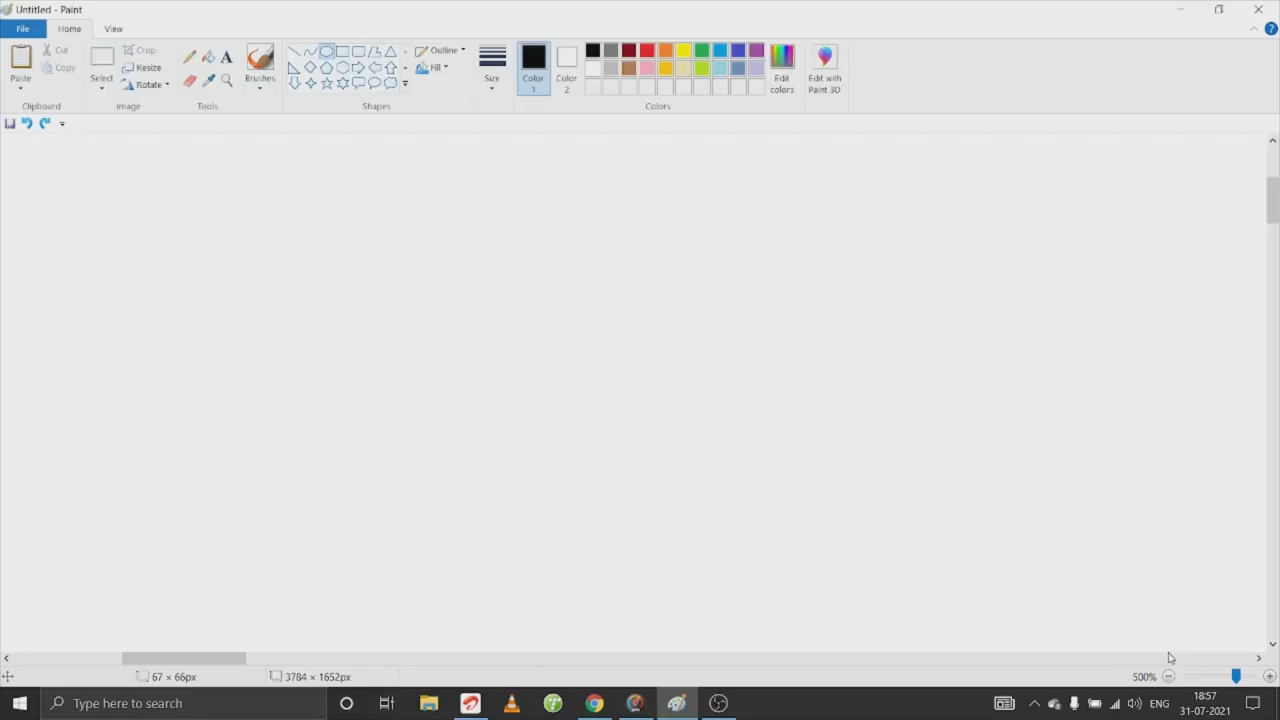 Untitled - Paint
File Home View
Paste
Cut
Copy
Clipboard
Select
Crop
Resize
Rotate
Image
Tools
Brushes
Shapes
Outline
Fill
Size
Color 1
Color 2
Edit colors
Colors
Edit with Paint 3D
67 × 66px
3784 × 1652px
500%
Type here to search
ENG
18:57
31-07-2021